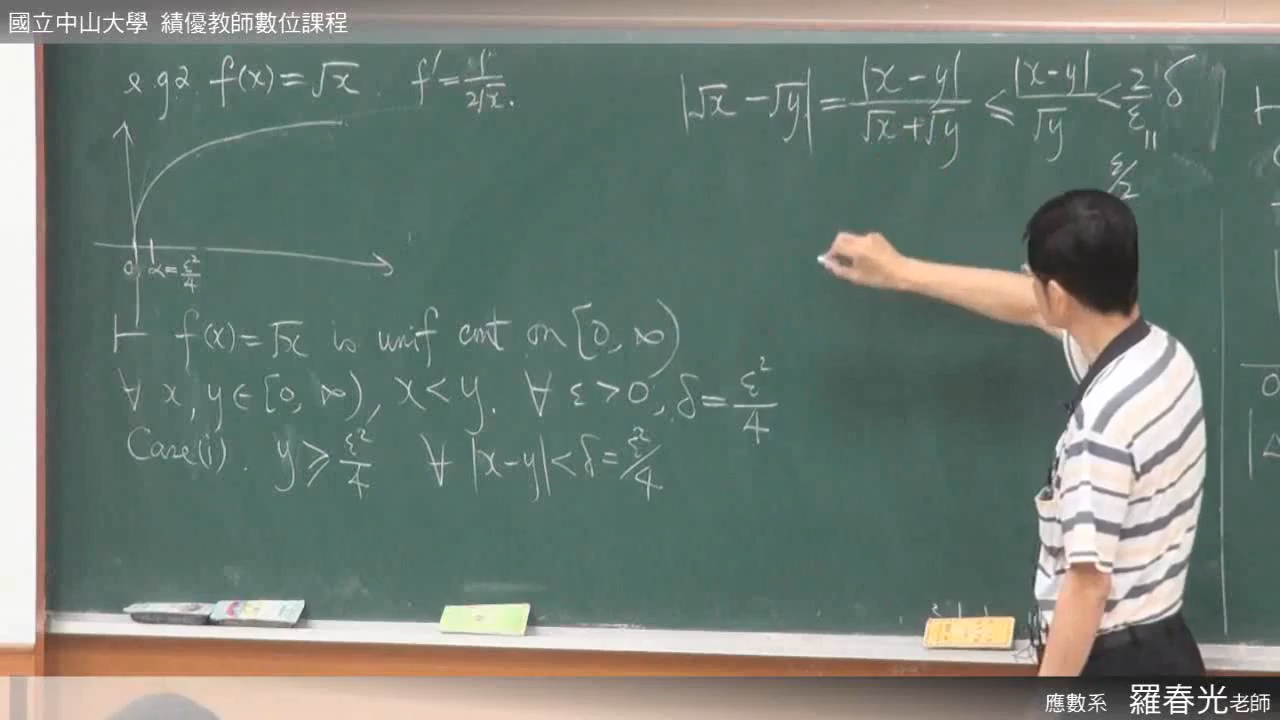 國立中山大學 績優教師數位課程
e.g.2 f(x)=√x. f'=1/(2√x).
0 α=ε²/4
⊢ f(x)=√x is unif cont on [0, ∞)
∀ x, y∈[0, ∞), x<y. ∀ ε>0, δ=ε²/4
Case(i). y≥ε²/4 ∀ |x-y|<δ=ε²/4
|√x-√y|=|x-y|/(√x+√y)≤|x-y|/√y<2/ε δ
||
ε/2
應數系 羅春光老師